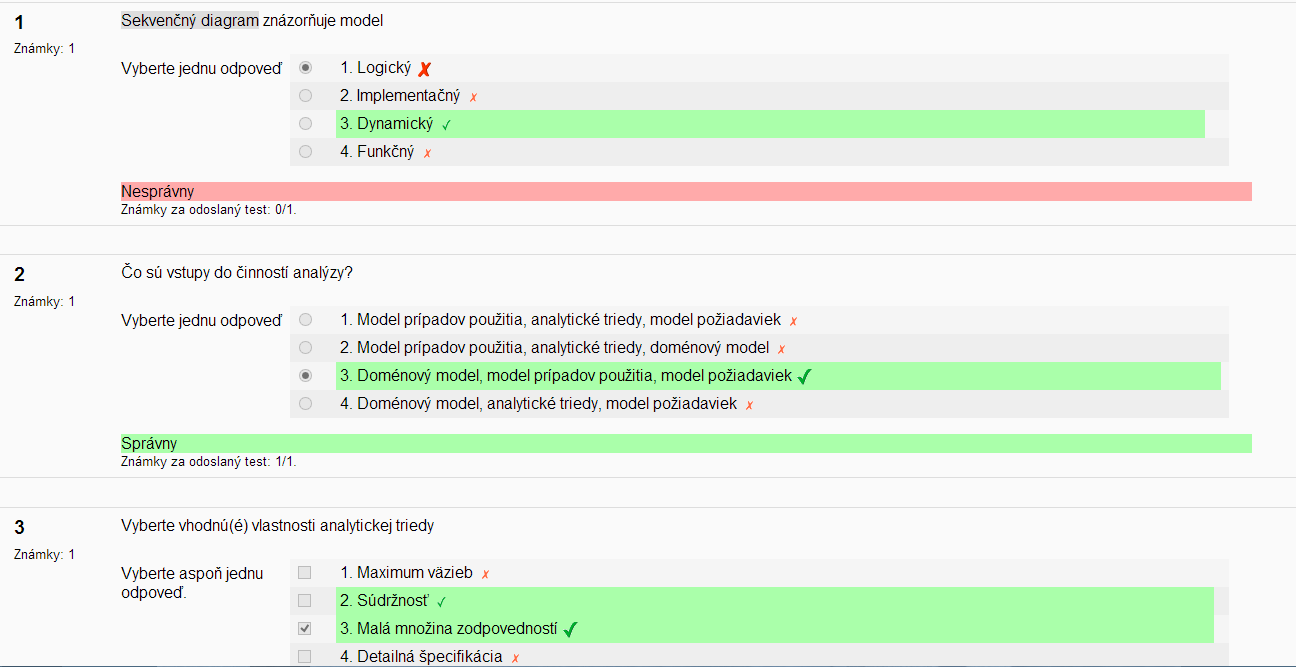 1
Sekvenčný diagram znázorňuje model
Známky: 1
Vyberte jednu odpoveď
1. Logický ✗
2. Implementačný ✗
3. Dynamický ✓
4. Funkčný ✗
Nesprávny
Známky za odoslaný test: 0/1.
2
Čo sú vstupy do činností analýzy?
Známky: 1
Vyberte jednu odpoveď
1. Model prípadov použitia, analytické triedy, model požiadaviek ✗
2. Model prípadov použitia, analytické triedy, doménový model ✗
3. Doménový model, model prípadov použitia, model požiadaviek ✓
4. Doménový model, analytické triedy, model požiadaviek ✗
Správny
Známky za odoslaný test: 1/1.
3
Vyberte vhodnú(é) vlastnosti analytickej triedy
Známky: 1
Vyberte aspoň jednu
odpoveď.
1. Maximum väzieb ✗
2. Súdržnosť ✓
3. Malá množina zodpovedností ✓
4. Detailná špecifikácia ✗